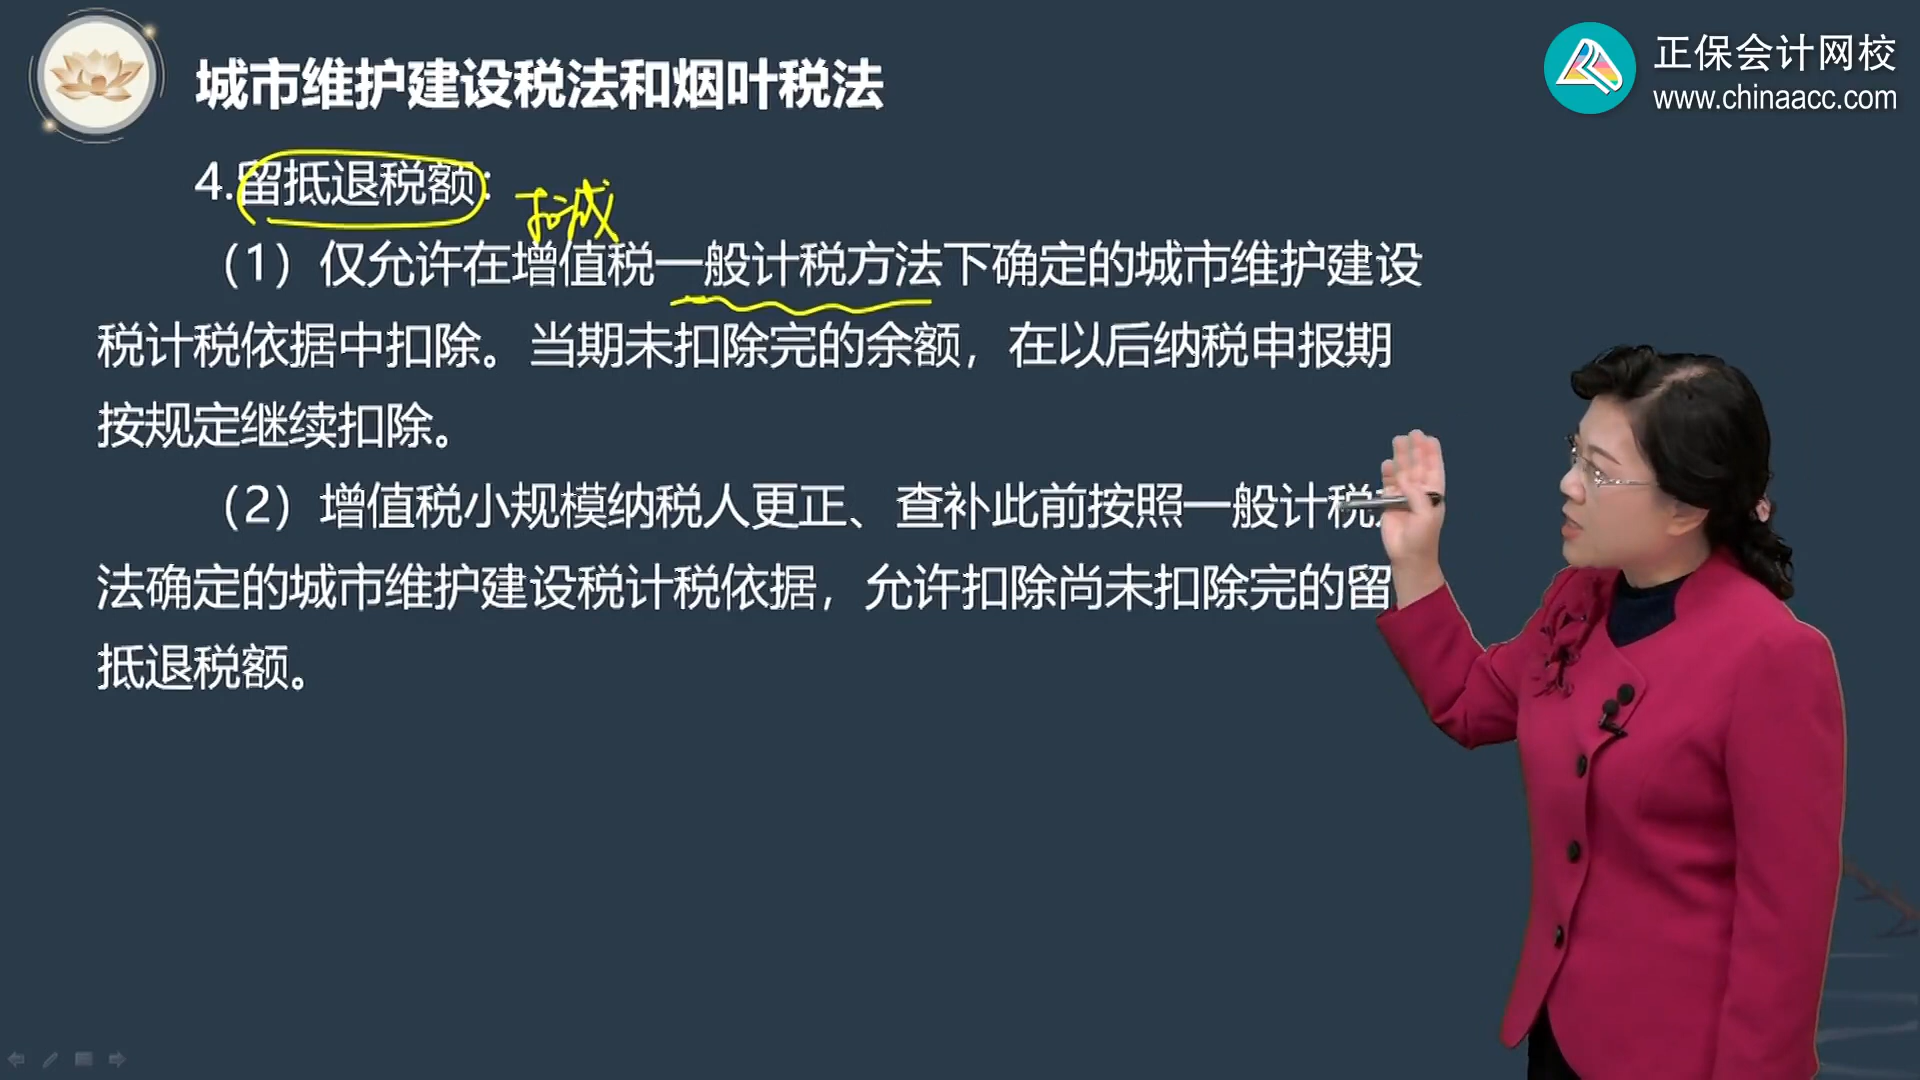 城市维护建设税法和烟叶税法
正保会计网校
www.chinaacc.com
4.留抵退税额：
扣减
（1）仅允许在增值税一般计税方法下确定的城市维护建设
税计税依据中扣除。当期未扣除完的余额，在以后纳税申报期
按规定继续扣除。
（2）增值税小规模纳税人更正、查补此前按照一般计税方
法确定的城市维护建设税计税依据，允许扣除尚未扣除完的留
抵退税额。